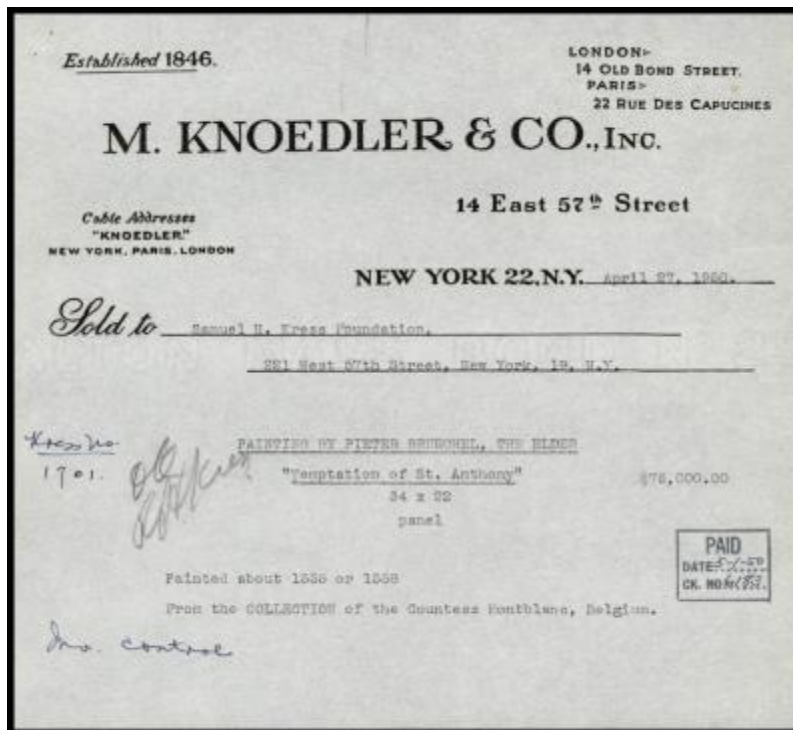 Established 1846.
LONDON:-
14 OLD BOND STREET.
PARIS:-
22 RUE DES CAPUCINES
M. KNOEDLER & CO., INC.
14 East 57th Street
Cable Addresses
"KNOEDLER"
NEW YORK, PARIS, LONDON
NEW YORK 22, N.Y. April 27, 1950.
Sold to Samuel H. Kress Foundation,
221 West 57th Street, New York, 19, N.Y.
Kress No
1701.
OK
PAINTING BY PIETER BRUEGHEL, THE ELDER
"Temptation of St. Anthony"
34 x 22
panel
$75,000.00
PAID
DATE
CK. NO
Painted about 1555 or 1558
From the COLLECTION of the Countess Montblanc, Belgium.
Inv. control